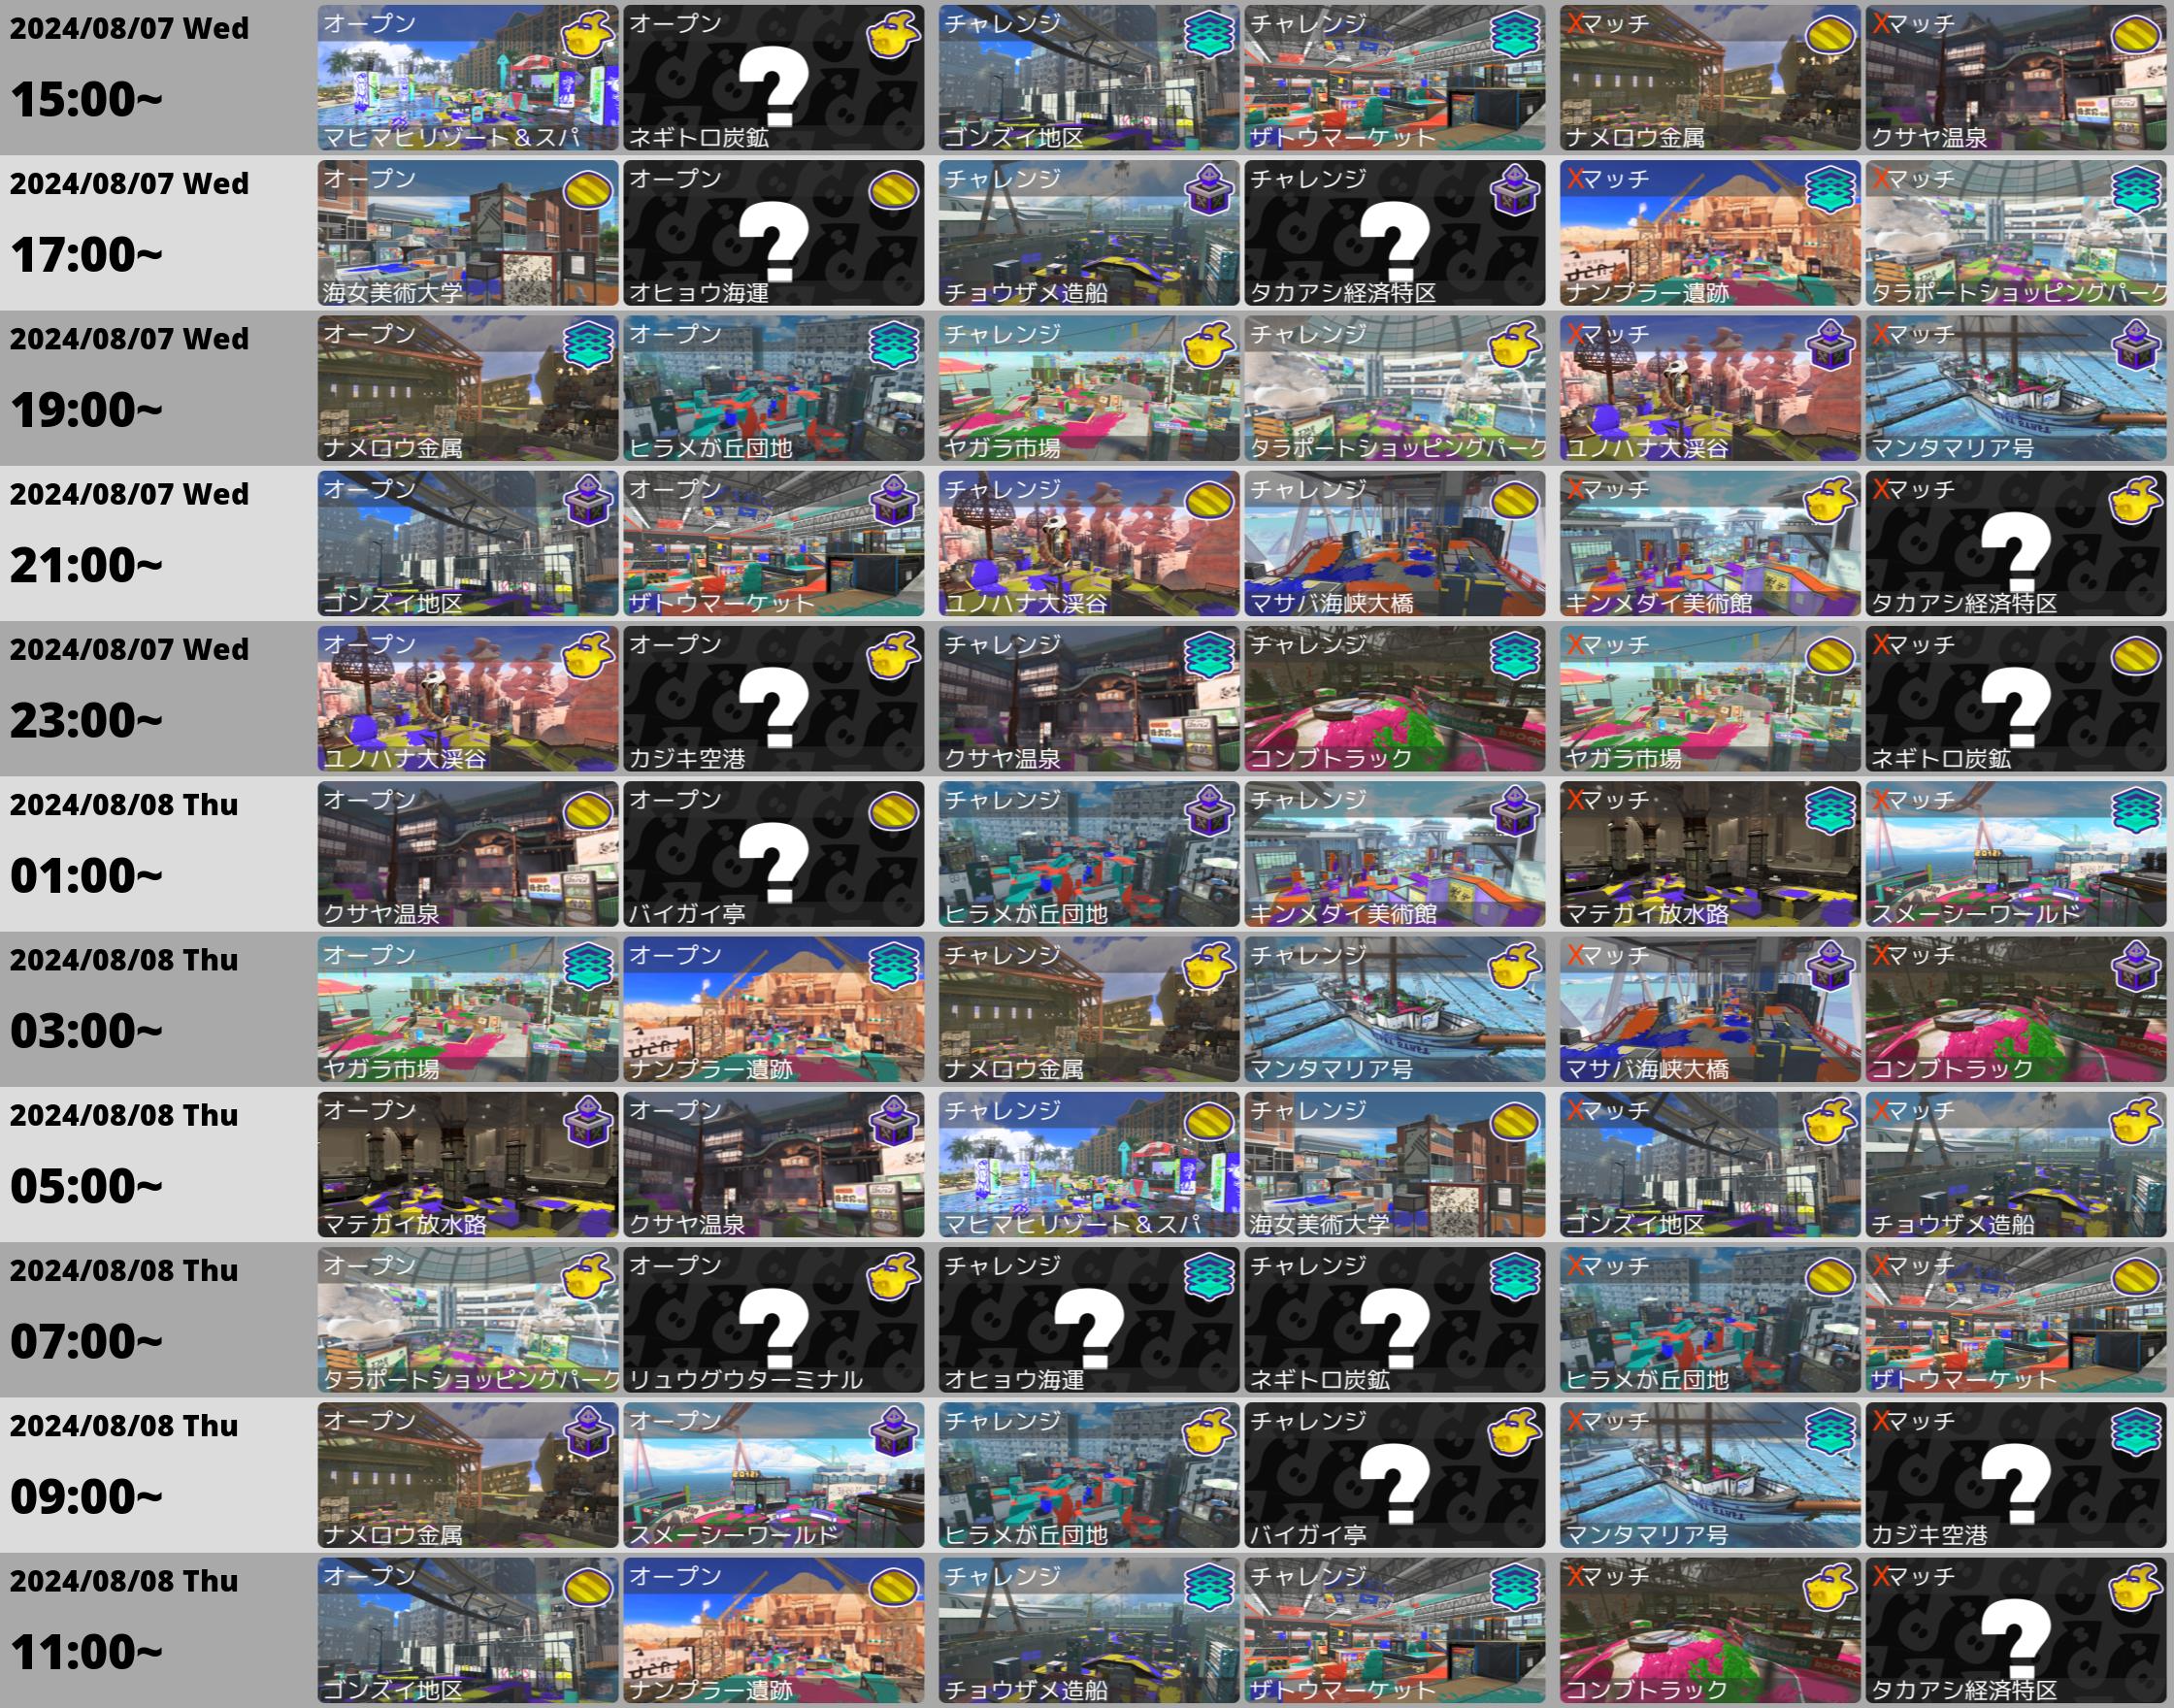 2024/08/07 Wed
15:00~
オープン
マヒマヒリゾート＆スパ
オープン
ネギトロ炭鉱
チャレンジ
ゴンズイ地区
チャレンジ
ザトウマーケット
Xマッチ
ナメロウ金属
Xマッチ
クサヤ温泉
2024/08/07 Wed
17:00~
オープン
海女美術大学
オープン
オヒョウ海運
チャレンジ
チョウザメ造船
チャレンジ
タカアシ経済特区
Xマッチ
ナンプラー遺跡
Xマッチ
タラポートショッピングパーク
2024/08/07 Wed
19:00~
オープン
ナメロウ金属
オープン
ヒラメが丘団地
チャレンジ
ヤガラ市場
チャレンジ
タラポートショッピングパーク
Xマッチ
ユノハナ大渓谷
Xマッチ
マンタマリア号
2024/08/07 Wed
21:00~
オープン
ゴンズイ地区
オープン
ザトウマーケット
チャレンジ
ユノハナ大渓谷
チャレンジ
マサバ海峡大橋
Xマッチ
キンメダイ美術館
Xマッチ
タカアシ経済特区
2024/08/07 Wed
23:00~
オープン
ユノハナ大渓谷
オープン
カジキ空港
チャレンジ
クサヤ温泉
チャレンジ
コンブトラック
Xマッチ
ヤガラ市場
Xマッチ
ネギトロ炭鉱
2024/08/08 Thu
01:00~
オープン
クサヤ温泉
オープン
バイガイ亭
チャレンジ
ヒラメが丘団地
チャレンジ
キンメダイ美術館
Xマッチ
マテガイ放水路
Xマッチ
スメーシーワールド
2024/08/08 Thu
03:00~
オープン
ヤガラ市場
オープン
ナンプラー遺跡
チャレンジ
ナメロウ金属
チャレンジ
マンタマリア号
Xマッチ
マサバ海峡大橋
Xマッチ
コンブトラック
2024/08/08 Thu
05:00~
オープン
マテガイ放水路
オープン
クサヤ温泉
チャレンジ
マヒマヒリゾート＆スパ
チャレンジ
海女美術大学
Xマッチ
ゴンズイ地区
Xマッチ
チョウザメ造船
2024/08/08 Thu
07:00~
オープン
タラポートショッピングパーク
オープン
リュウグウターミナル
チャレンジ
オヒョウ海運
チャレンジ
ネギトロ炭鉱
Xマッチ
ヒラメが丘団地
Xマッチ
ザトウマーケット
2024/08/08 Thu
09:00~
オープン
ナメロウ金属
オープン
スメーシーワールド
チャレンジ
ヒラメが丘団地
チャレンジ
バイガイ亭
Xマッチ
マンタマリア号
Xマッチ
カジキ空港
2024/08/08 Thu
11:00~
オープン
ゴンズイ地区
オープン
ナンプラー遺跡
チャレンジ
チョウザメ造船
チャレンジ
ザトウマーケット
Xマッチ
コンブトラック
Xマッチ
タカアシ経済特区